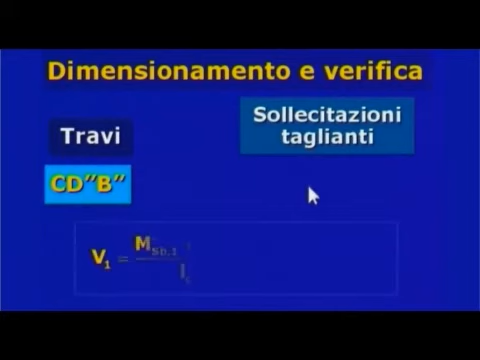 Dimensionamento e verifica
Sollecitazioni
taglianti
Travi
CD”B”
V1 = M
l